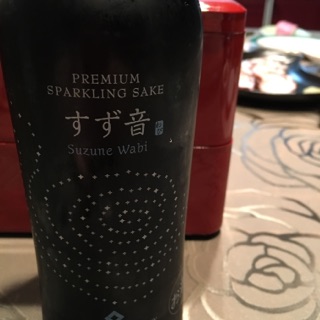 PREMIUM
SPARKLING SAKE
すず音
Suzune Wabi